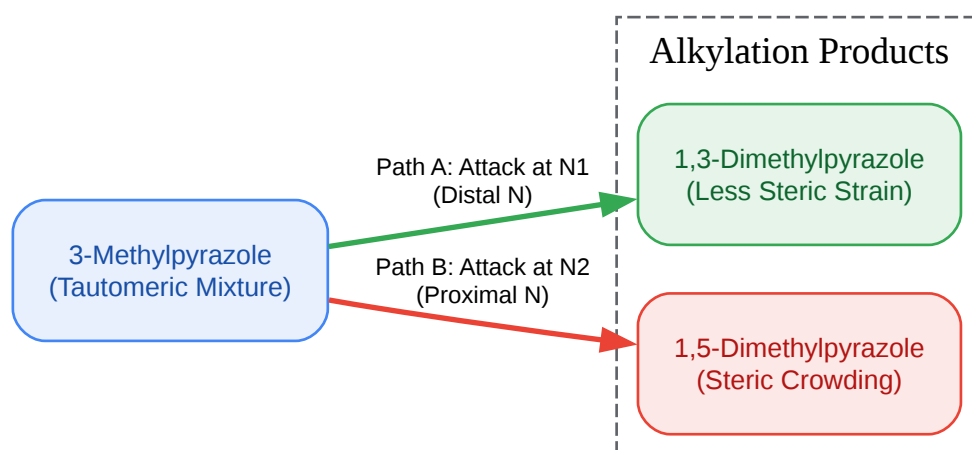 Alkylation Products
3-Methylpyrazole
(Tautomeric Mixture)
Path A: Attack at N1
(Distal N)
Path B: Attack at N2
(Proximal N)
1,3-Dimethylpyrazole
(Less Steric Strain)
1,5-Dimethylpyrazole
(Steric Crowding)